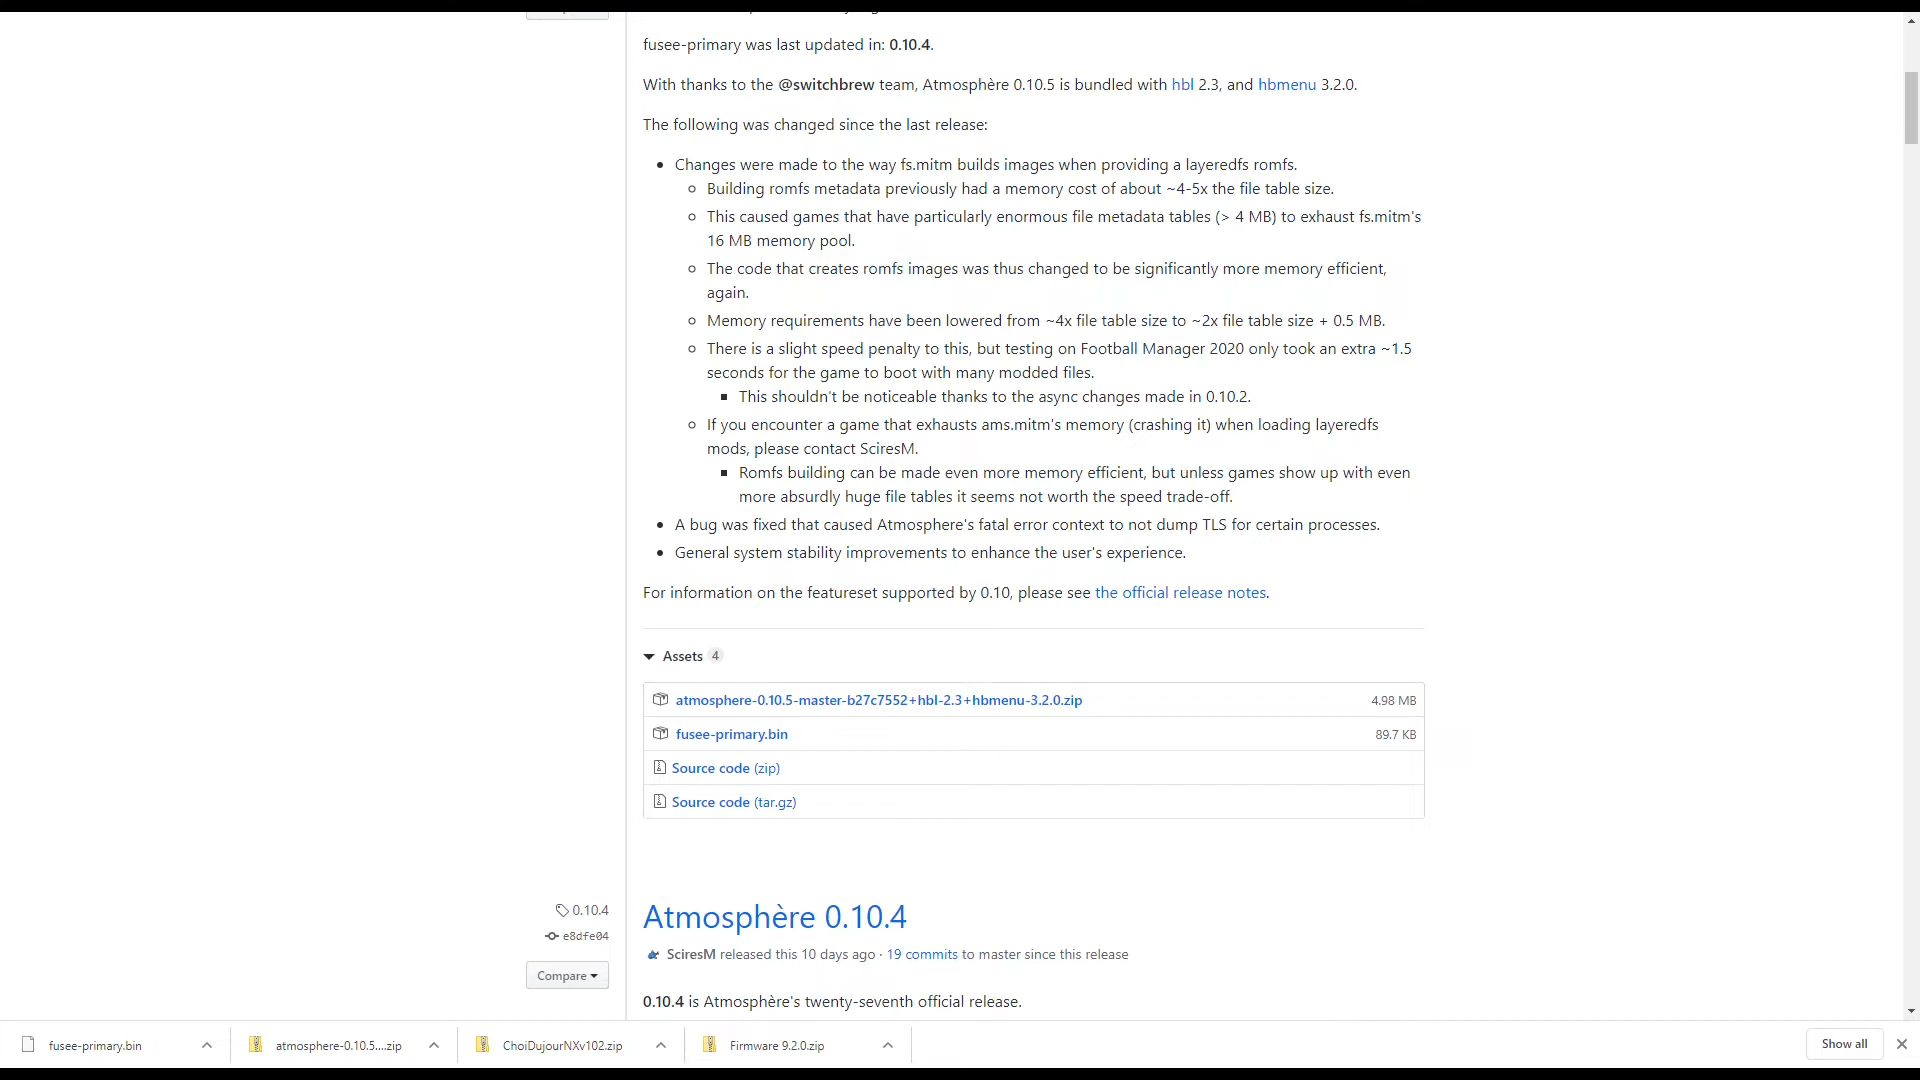 fusee-primary was last updated in: 0.10.4.
With thanks to the @switchbrew team, Atmosphère 0.10.5 is bundled with hbl 2.3, and hbmenu 3.2.0.
The following was changed since the last release:
Changes were made to the way fs.mitm builds images when providing a layeredfs romfs.
Building romfs metadata previously had a memory cost of about ~4-5x the file table size.
This caused games that have particularly enormous file metadata tables (> 4 MB) to exhaust fs.mitm's
16 MB memory pool.
The code that creates romfs images was thus changed to be significantly more memory efficient,
again.
Memory requirements have been lowered from ~4x file table size to ~2x file table size + 0.5 MB.
There is a slight speed penalty to this, but testing on Football Manager 2020 only took an extra ~1.5
seconds for the game to boot with many modded files.
This shouldn't be noticeable thanks to the async changes made in 0.10.2.
If you encounter a game that exhausts ams.mitm's memory (crashing it) when loading layeredfs
mods, please contact SciresM.
Romfs building can be made even more memory efficient, but unless games show up with even
more absurdly huge file tables it seems not worth the speed trade-off.
A bug was fixed that caused Atmosphere's fatal error context to not dump TLS for certain processes.
General system stability improvements to enhance the user's experience.
For information on the featureset supported by 0.10, please see the official release notes.
Assets 4
atmosphere-0.10.5-master-b27c7552+hbl-2.3+hbmenu-3.2.0.zip 4.98 MB
fusee-primary.bin 89.7 KB
Source code (zip)
Source code (tar.gz)
0.10.4
e8dfe04
Compare
Atmosphère 0.10.4
SciresM released this 10 days ago · 19 commits to master since this release
0.10.4 is Atmosphère's twenty-seventh official release.
fusee-primary.bin atmosphere-0.10.5....zip ChoiDujourNXv102.zip Firmware 9.2.0.zip Show all